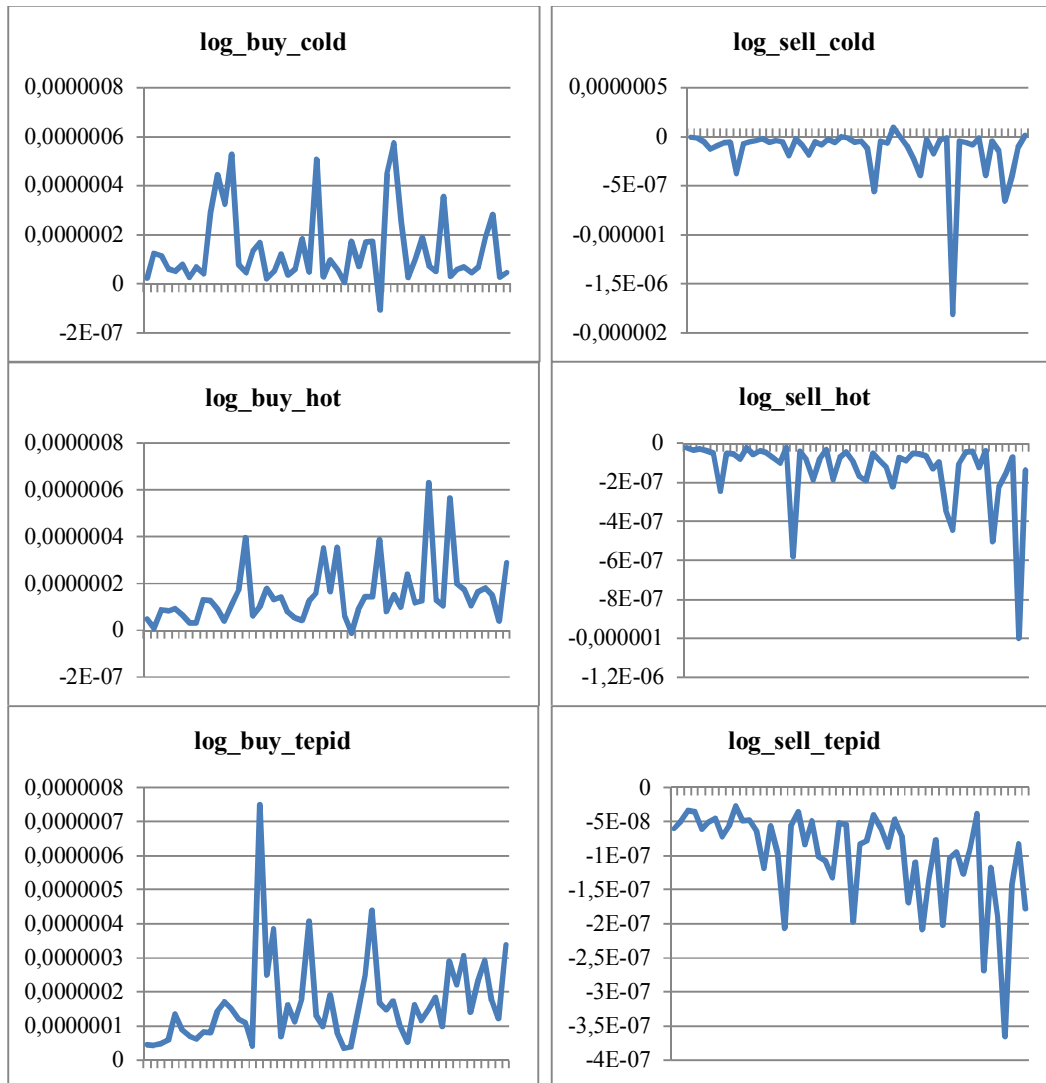 log_buy_cold
0,0000008
0,0000006
0,0000004
0,0000002
0
-2E-07
log_sell_cold
0,0000005
0
-5E-07
-0,000001
-1,5E-06
-0,000002
log_buy_hot
0,0000008
0,0000006
0,0000004
0,0000002
0
-2E-07
log_sell_hot
0
-2E-07
-4E-07
-6E-07
-8E-07
-0,000001
-1,2E-06
log_buy_tepid
0,0000008
0,0000007
0,0000006
0,0000005
0,0000004
0,0000003
0,0000002
0,0000001
0
log_sell_tepid
0
-5E-08
-1E-07
-1,5E-07
-2E-07
-2,5E-07
-3E-07
-3,5E-07
-4E-07